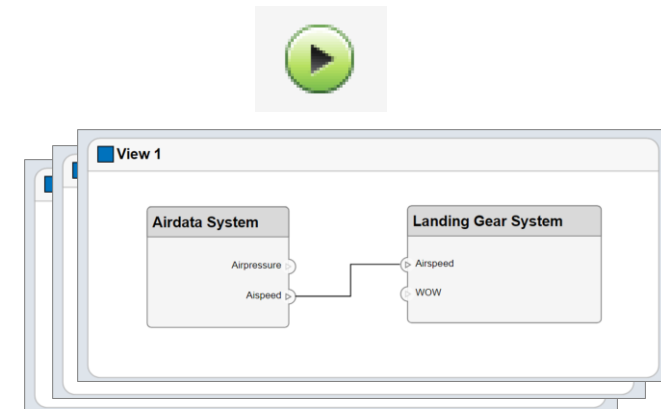 View 1
Airdata System
Landing Gear System
Airpressure
Airspeed
Aispeed
WOW